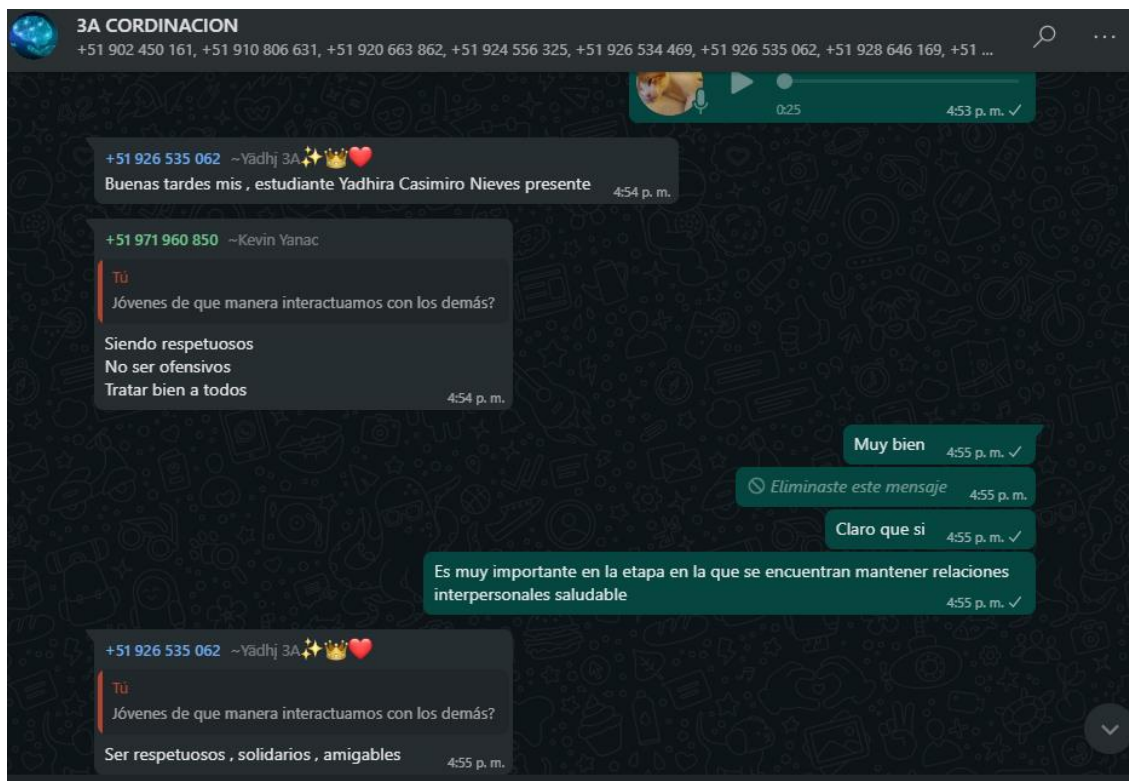 3A CORDINACION
+51 902 450 161, +51 910 806 631, +51 920 663 862, +51 924 556 325, +51 926 534 469, +51 926 535 062, +51 928 646 169, +51 ...
0:25 4:53 p. m.
+51 926 535 062 ~Yädhj 3A✨👑❤️
Buenas tardes mis , estudiante Yadhira Casimiro Nieves presente 4:54 p. m.
+51 971 960 850 ~Kevin Yanac
Tú
Jóvenes de que manera interactuamos con los demás?
Siendo respetuosos
No ser ofensivos
Tratar bien a todos 4:54 p. m.
Muy bien 4:55 p. m.
Eliminaste este mensaje 4:55 p. m.
Claro que si 4:55 p. m.
Es muy importante en la etapa en la que se encuentran mantener relaciones
interpersonales saludable 4:55 p. m.
+51 926 535 062 ~Yädhj 3A✨👑❤️
Tú
Jóvenes de que manera interactuamos con los demás?
Ser respetuosos , solidarios , amigables 4:55 p. m.